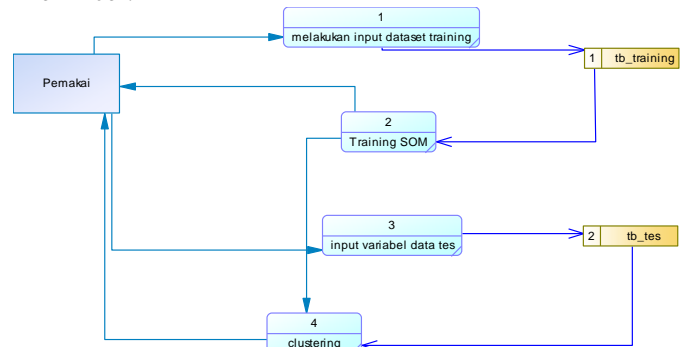 1
melakukan input dataset training
1 tb_training
Pemakai
2
Training SOM
3
input variabel data tes
2 tb_tes
4
clustering